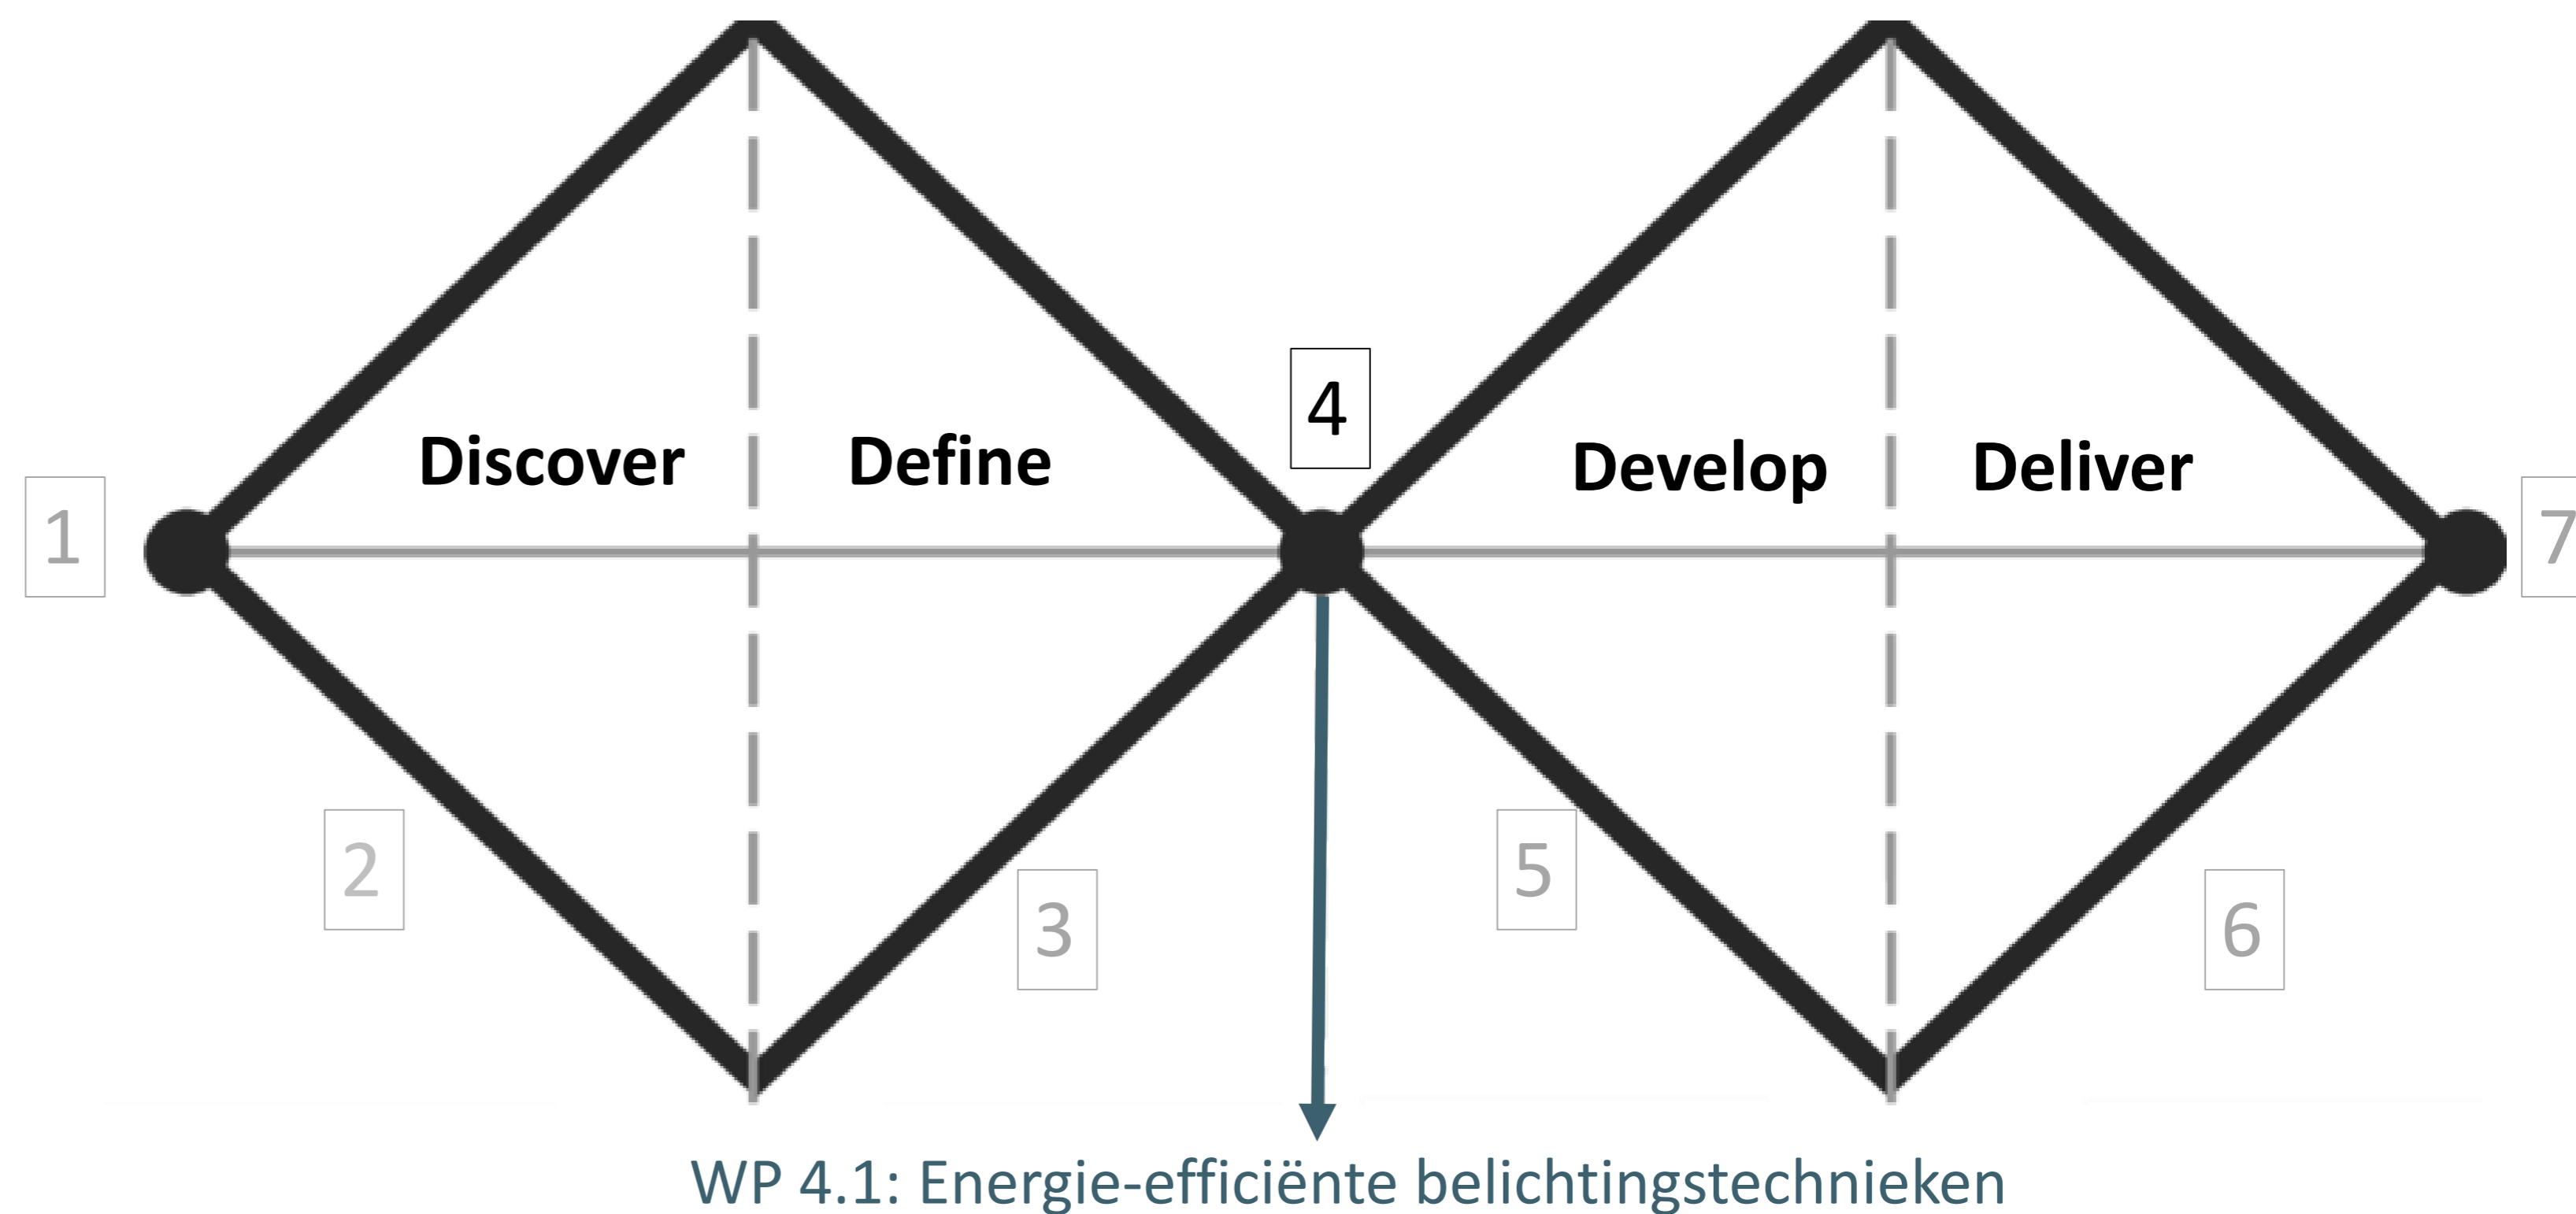 4
Discover
Define
Develop
Deliver
1
7
2
5
3
6
WP 4.1: Energie-efficiënte belichtingstechnieken